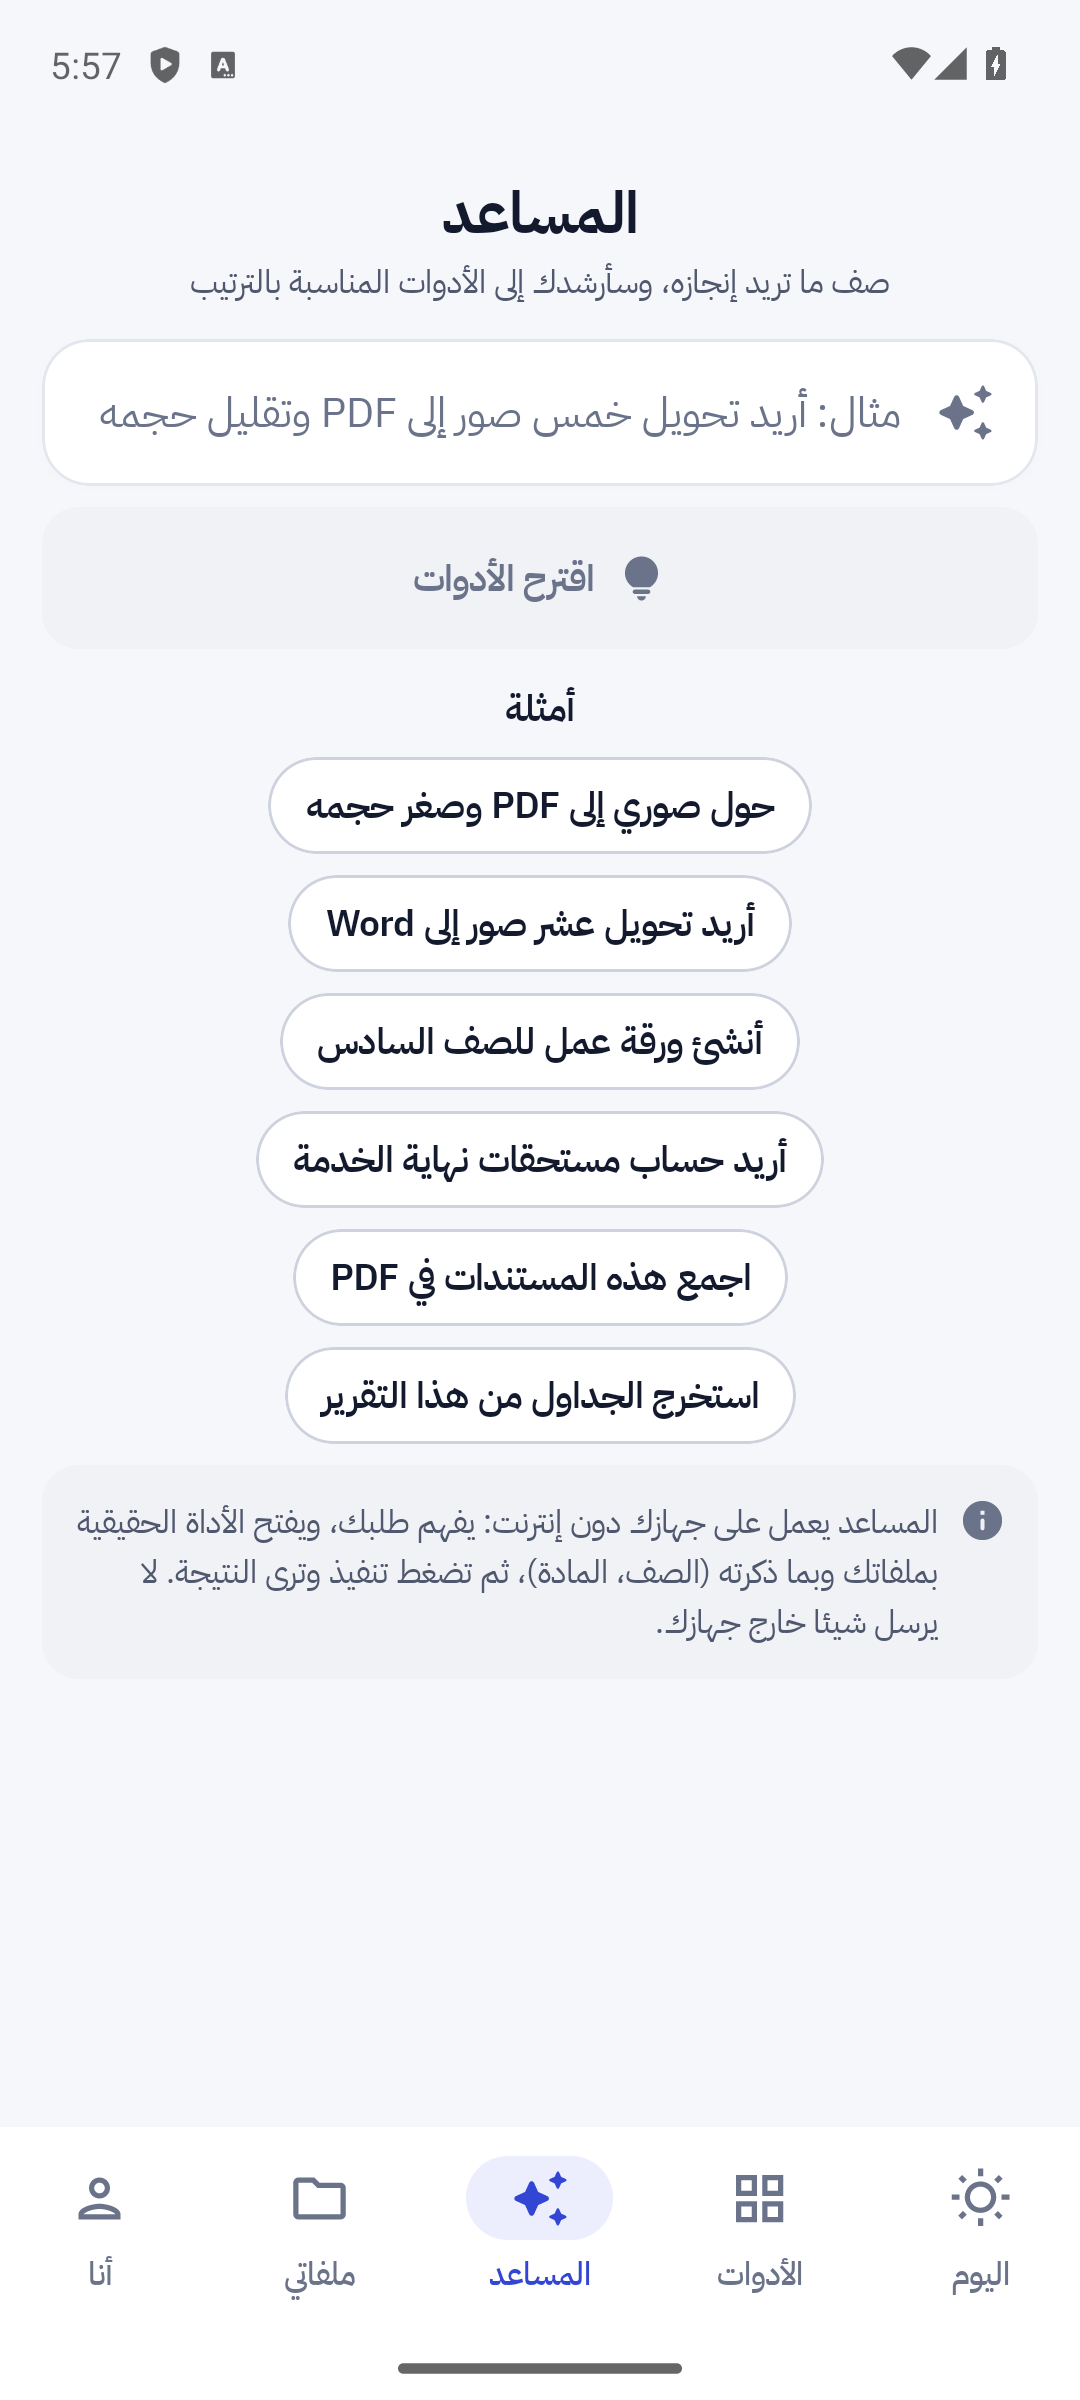 5:57
المساعد
صف ما تريد إنجازه، وسأرشدك إلى الأدوات المناسبة بالترتيب
مثال: أريد تحويل خمس صور إلى PDF وتقليل حجمه
اقترح الأدوات
أمثلة
حول صوري إلى PDF وصغر حجمه
أريد تحويل عشر صور إلى Word
أنشئ ورقة عمل للصف السادس
أريد حساب مستحقات نهاية الخدمة
اجمع هذه المستندات في PDF
استخرج الجداول من هذا التقرير
المساعد يعمل على جهازك دون إنترنت: يفهم طلبك، ويفتح الأداة الحقيقية
بملفاتك وبما ذكرته (الصف، المادة)، ثم تضغط تنفيذ وترى النتيجة. لا
يرسل شيئا خارج جهازك.
اليوم
الأدوات
المساعد
ملفاتي
أنا